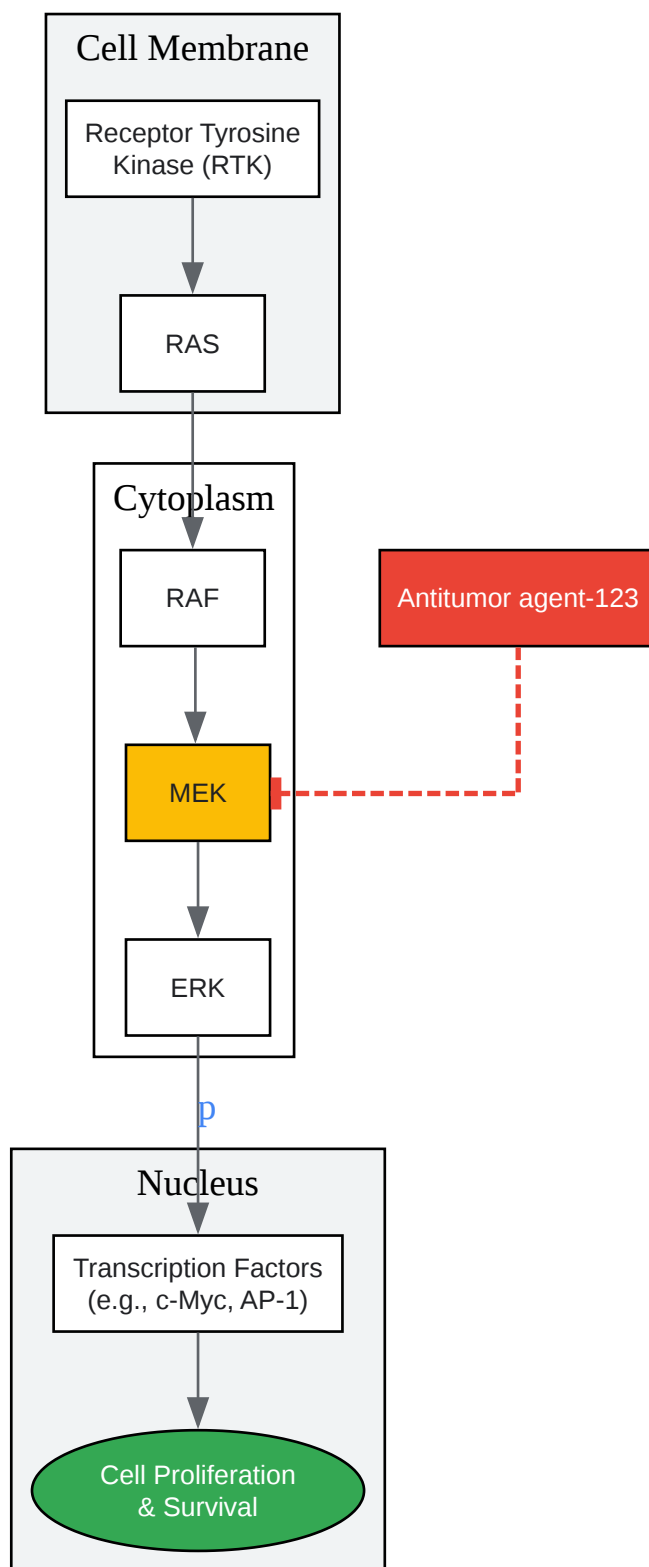 Cell Membrane
Receptor Tyrosine
Kinase (RTK)
RAS
Cytoplasm
RAF
Antitumor agent-123
MEK
ERK
p
Nucleus
Transcription Factors
(e.g., c-Myc, AP-1)
Cell Proliferation
& Survival